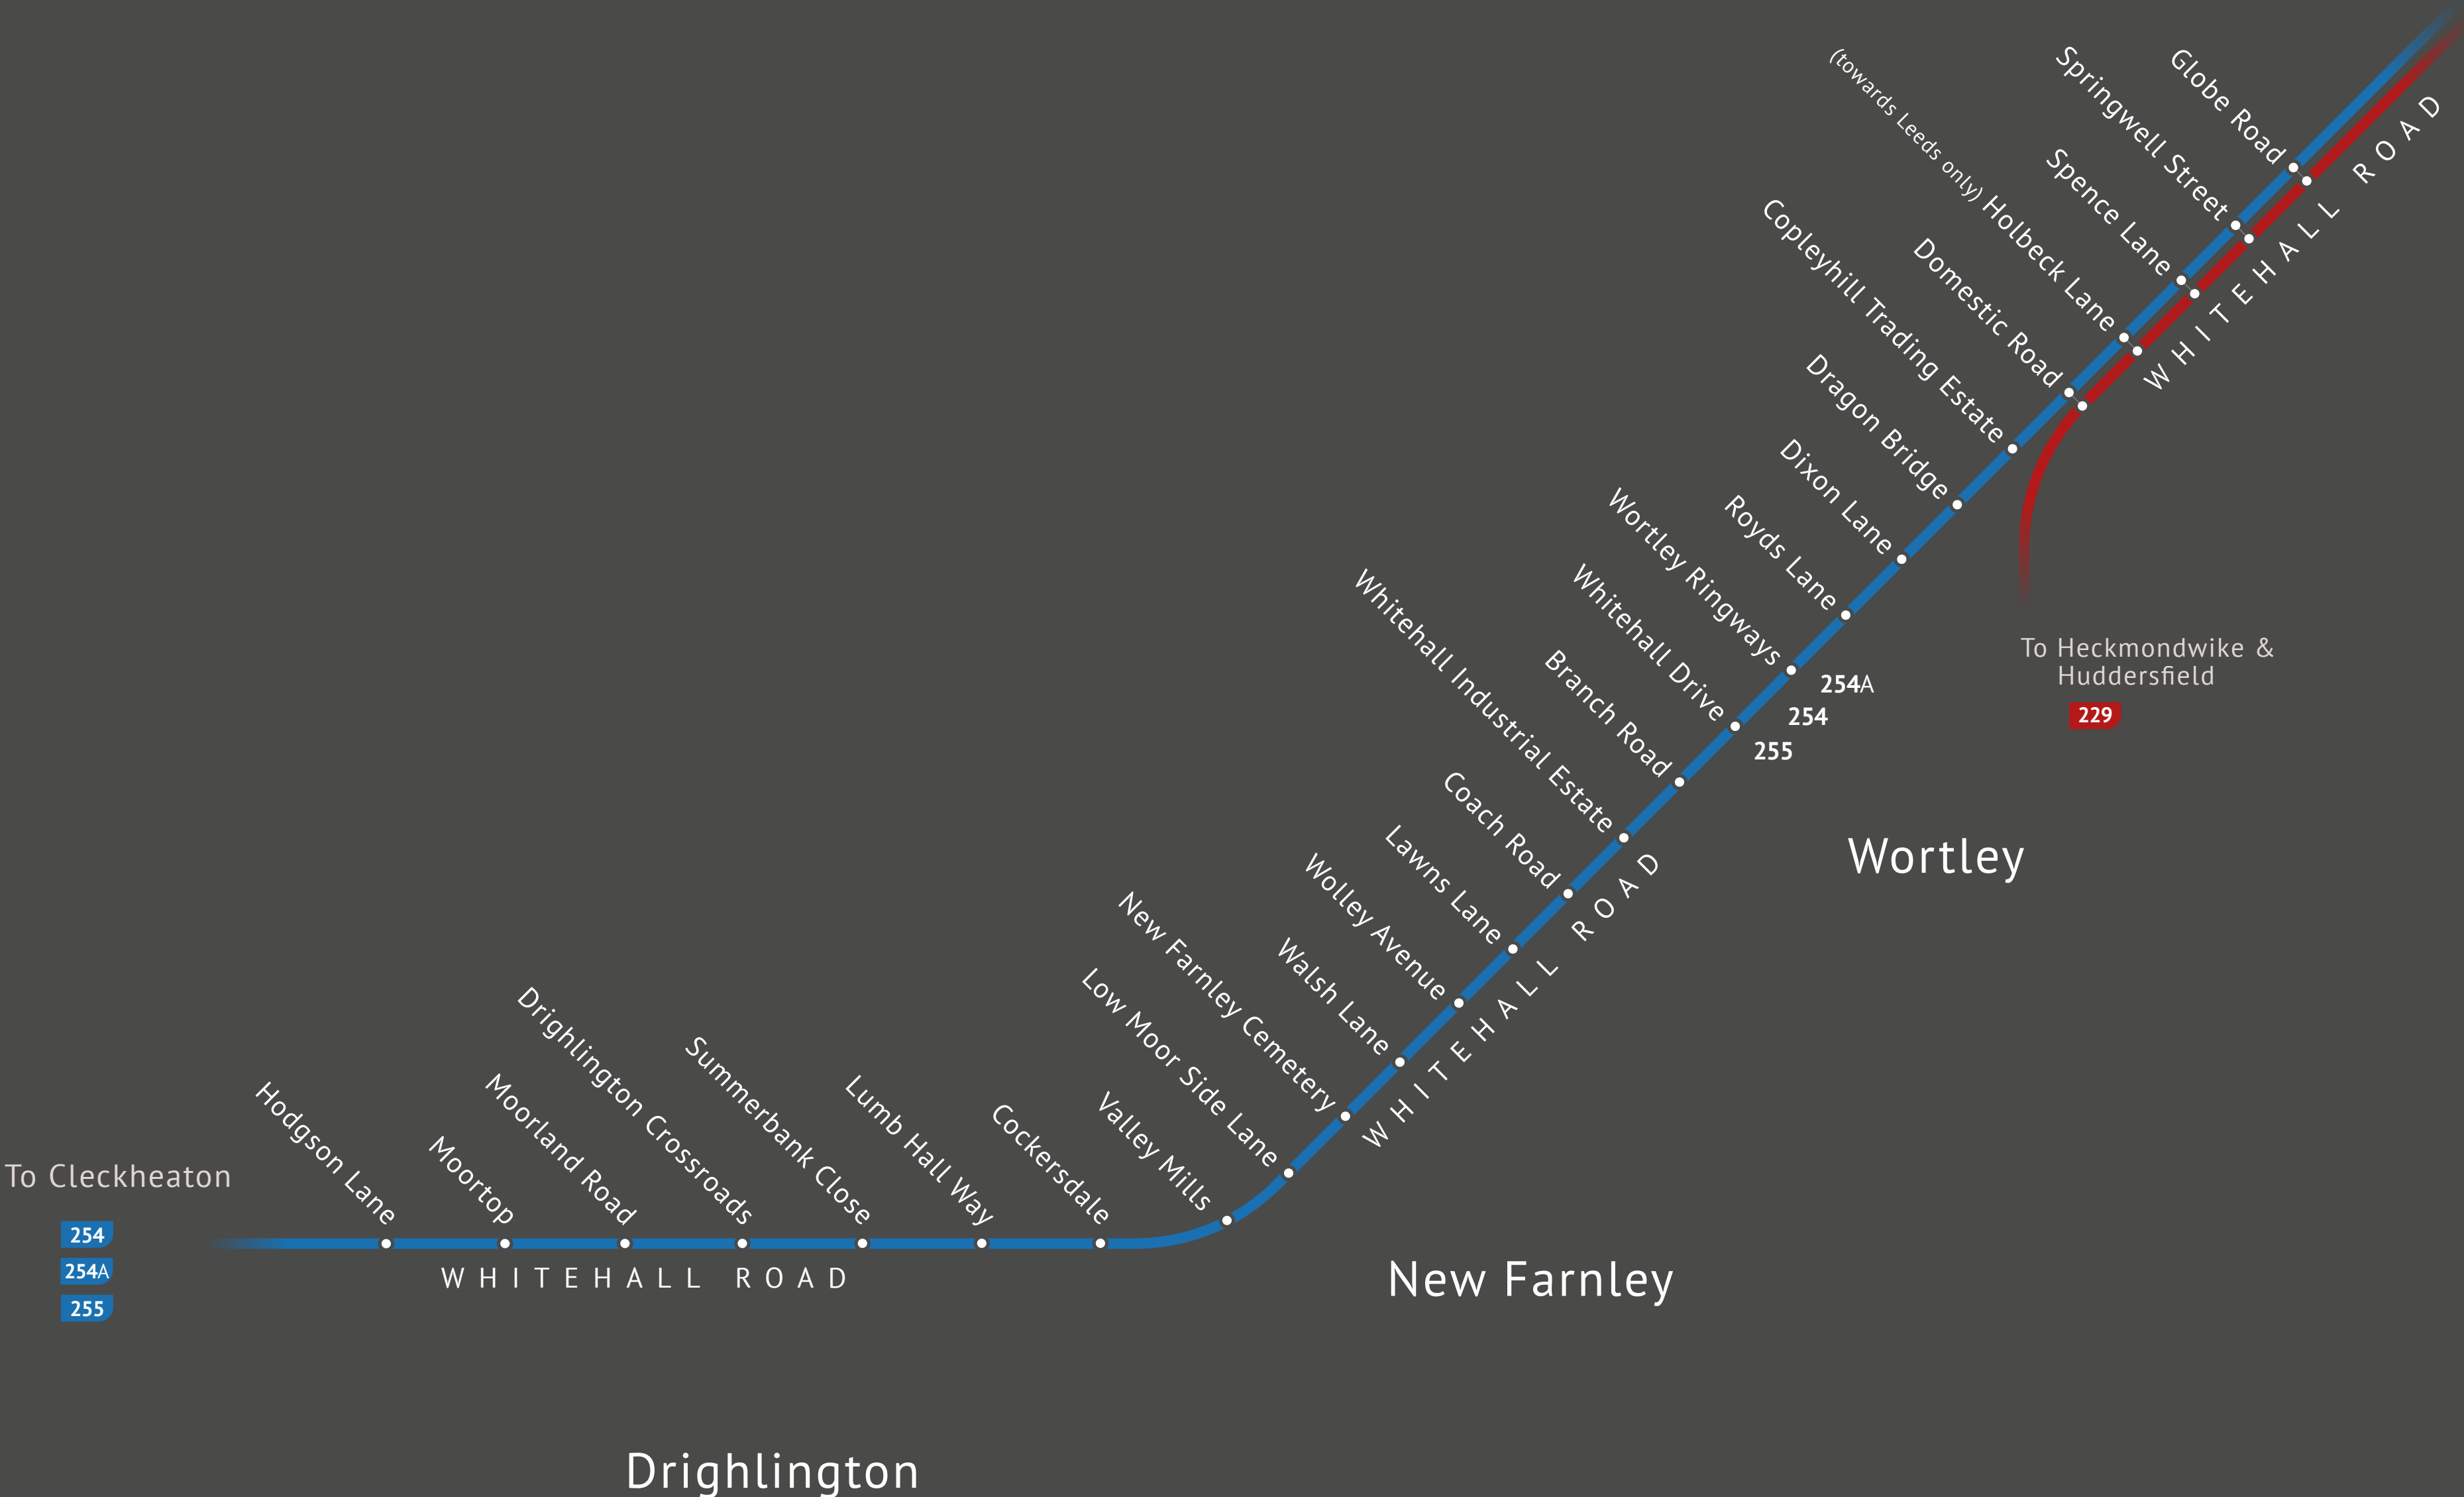 Globe Road
Springwell Street
Spence Lane
(towards Leeds only) Holbeck Lane
Domestic Road
Copleyhill Trading Estate
Dragon Bridge
Dixon Lane
Royds Lane
Wortley Ringways
Whitehall Drive
Branch Road
Whitehall Industrial Estate
Coach Road
Lawns Lane
Wolley Avenue
Walsh Lane
New Farnley Cemetery
Low Moor Side Lane
Valley Mills
Cockersdale
Lumb Hall Way
Summerbank Close
Drighlington Crossroads
Moorland Road
Moortop
Hodgson Lane
WHITEHALL ROAD
To Heckmondwike &
Huddersfield
229
254A
254
255
Wortley
WHITEHALL ROAD
New Farnley
To Cleckheaton
254
254A
255
WHITEHALL ROAD
Drighlington